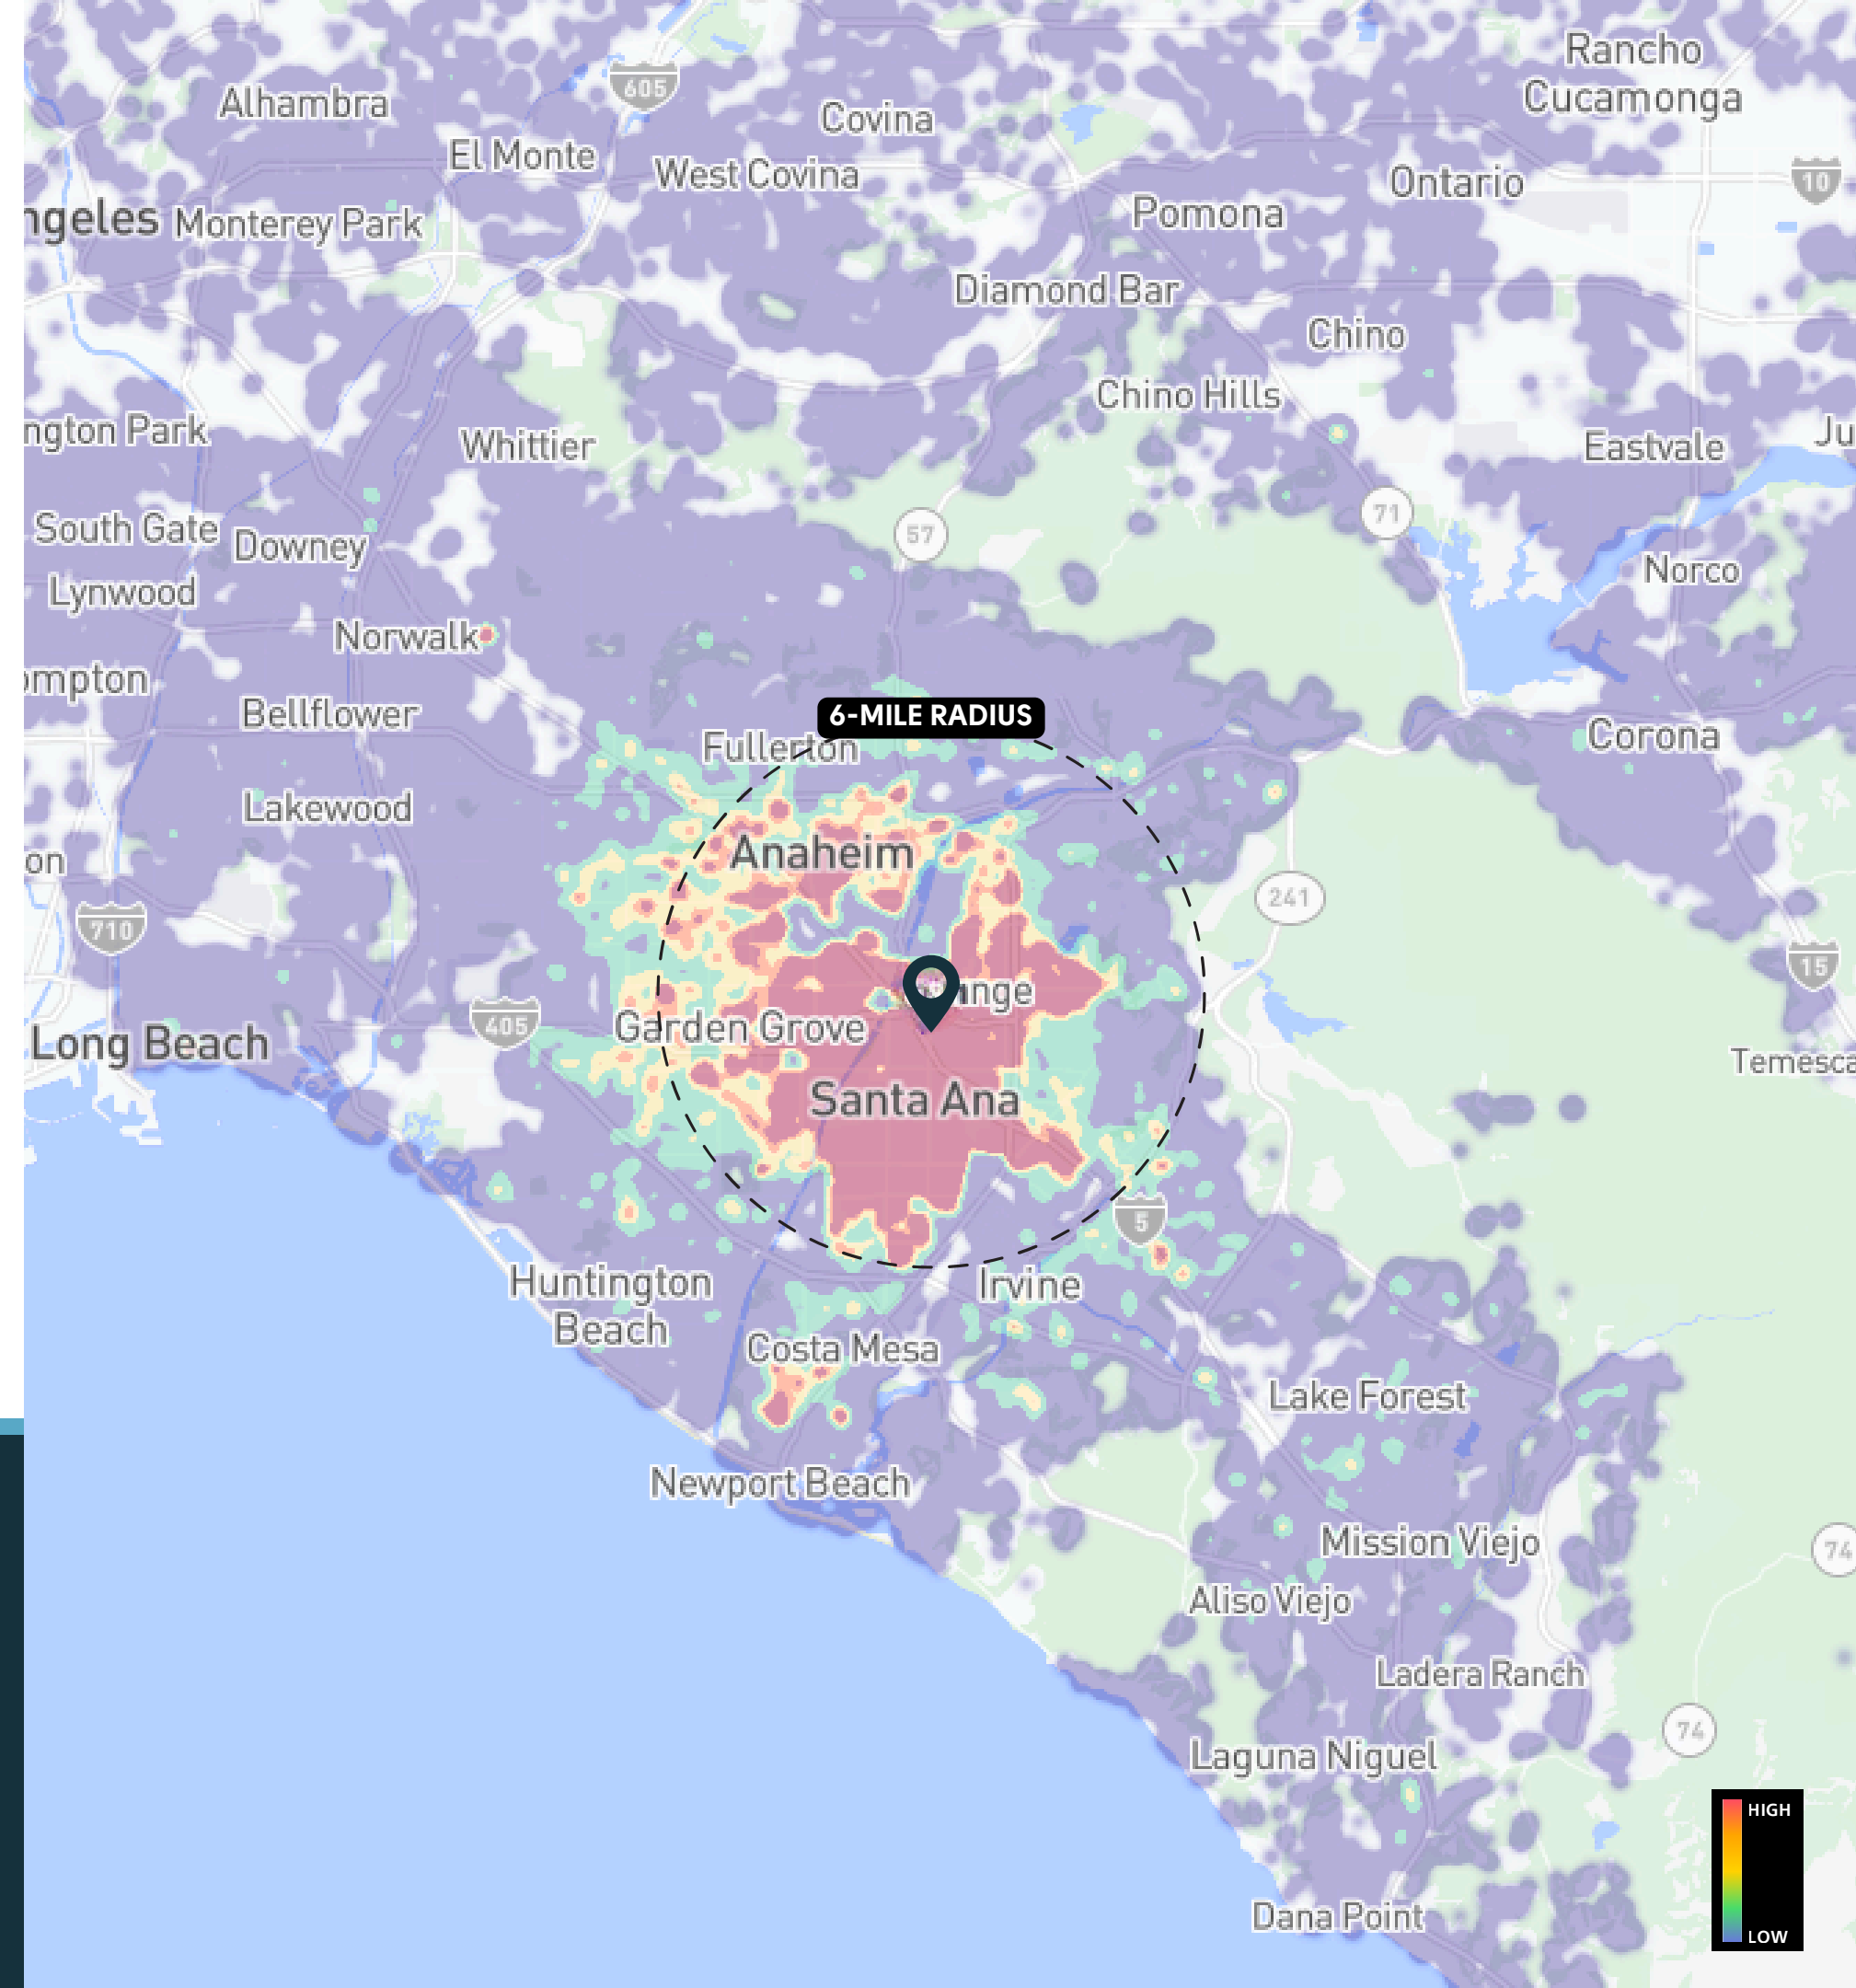 Rancho
Cucamonga
605
Alhambra
Covina
El Monte
West Covina
Ontario
10
ngeles
Monterey Park
Pomona
Diamond Bar
Chino
Chino Hills
ngton Park
Whittier
Eastvale
Ju
South Gate
Downey
57
71
Lynwood
Norco
Norwalk
ompton
Bellflower
6-MILE RADIUS
Fullerton
Corona
Lakewood
Anaheim
on
241
710
15
405
nge
Garden Grove
Long Beach
Temesca
Santa Ana
5
Huntington
Beach
Irvine
Costa Mesa
Lake Forest
Newport Beach
Mission Viejo
74
Aliso Viejo
Ladera Ranch
74
Laguna Niguel
HIGH
Dana Point
LOW